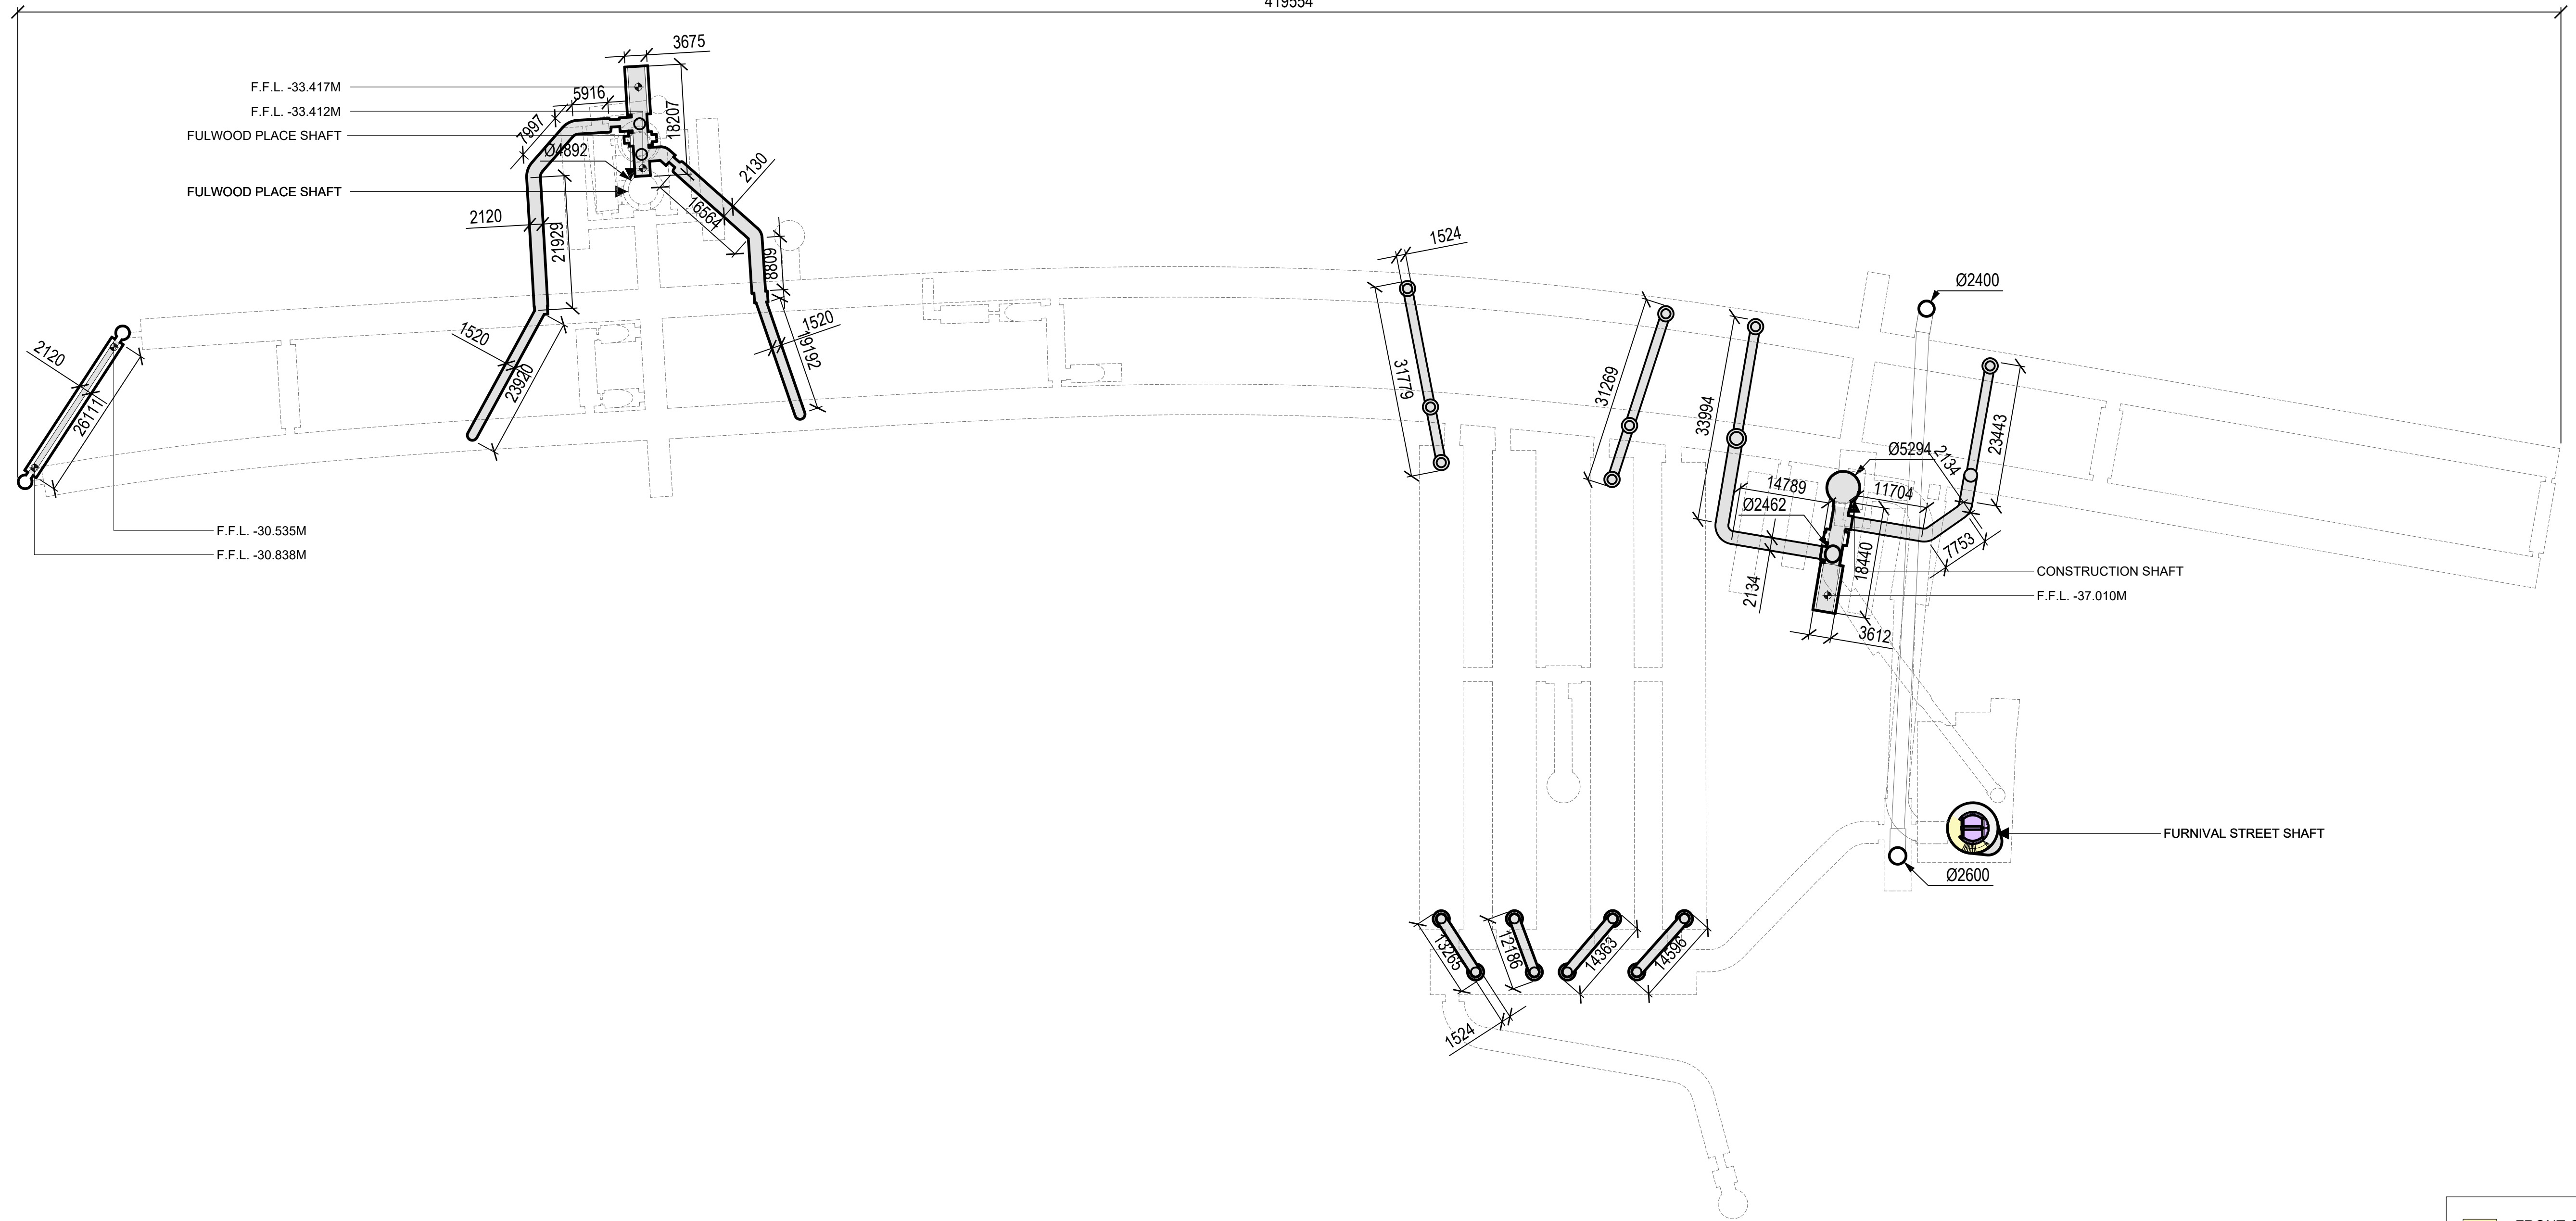 419554
3675
F.F.L. -33.417M
5916
F.F.L. -33.412M
18207
7997
FULWOOD PLACE SHAFT
Ø4892
2130
FULWOOD PLACE SHAFT
16564
2120
21929
8809
1524
Ø2400
1520
1520
19192
2120
23920
26111
31779
31269
33994
23443
Ø5294
2134
14789
11704
Ø2462
F.F.L. -30.535M
F.F.L. -30.838M
7753
18440
2134
CONSTRUCTION SHAFT
F.F.L. -37.010M
3612
FURNIVAL STREET SHAFT
Ø2600
13265
12186
14363
14596
1524